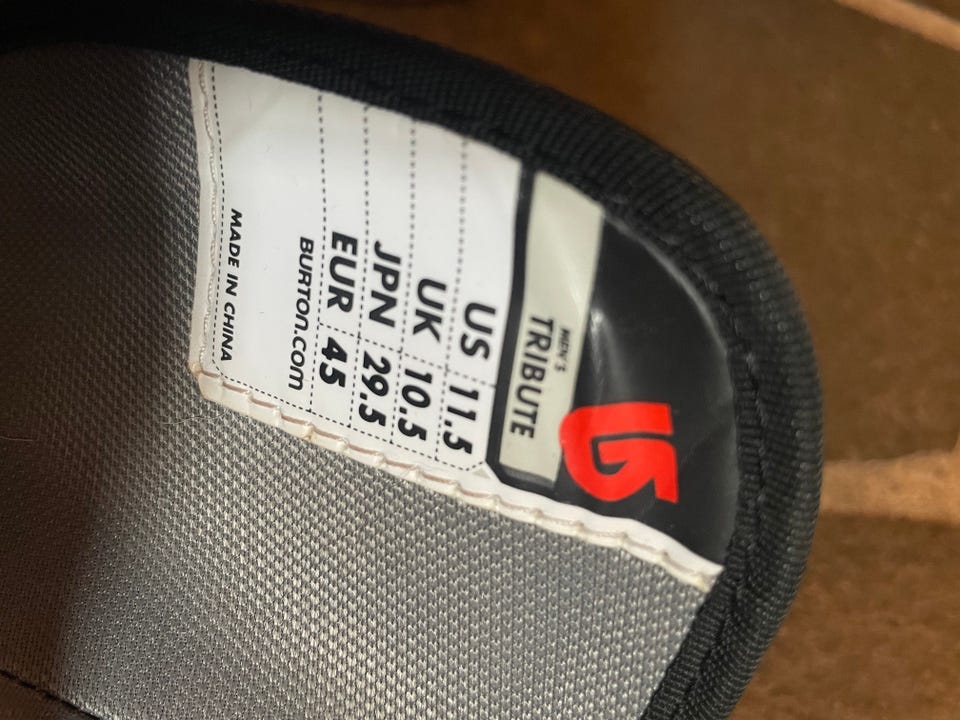 MEN'S
TRIBUTE
US 11.5
UK 10.5
JPN 29.5
EUR 45
BURTON.COM
MADE IN CHINA